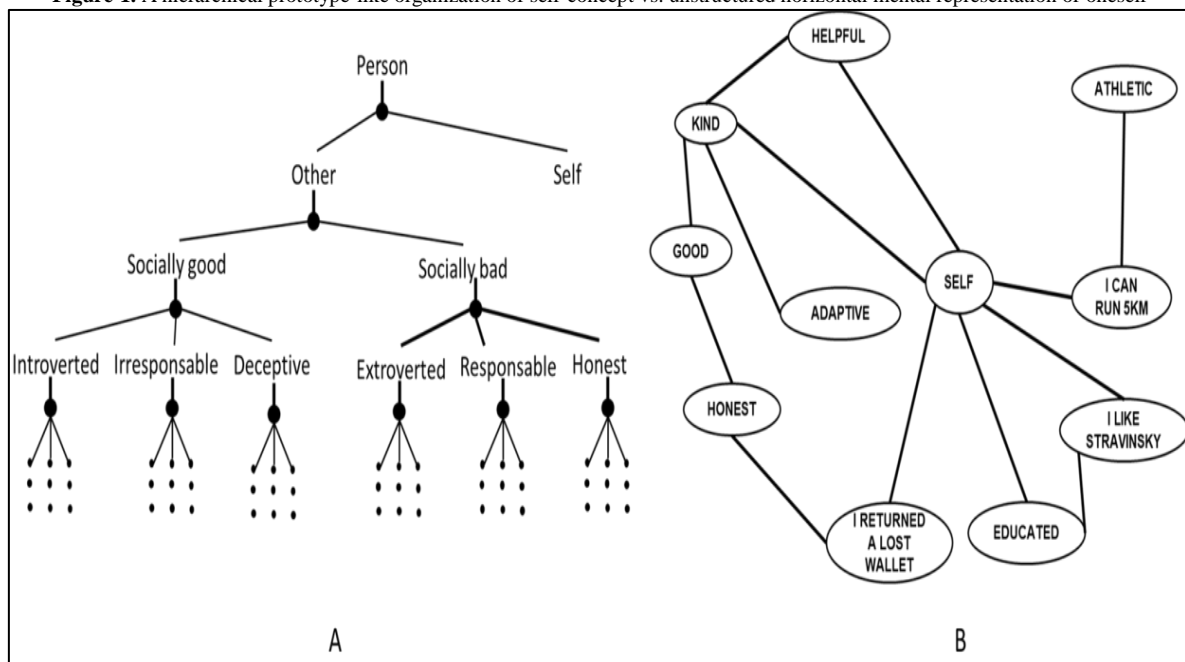 Figure 1. A hierarchical prototype-like organization of self-concept vs. unstructured horizontal mental representation of oneself
Person
Other
Self
Socially good
Socially bad
Introverted
Irresponsable
Deceptive
Extroverted
Responsable
Honest
A
HELPFUL
ATHLETIC
KIND
GOOD
SELF
I CAN
RUN 5KM
ADAPTIVE
HONEST
I LIKE
STRAVINSKY
I RETURNED
A LOST
WALLET
EDUCATED
B